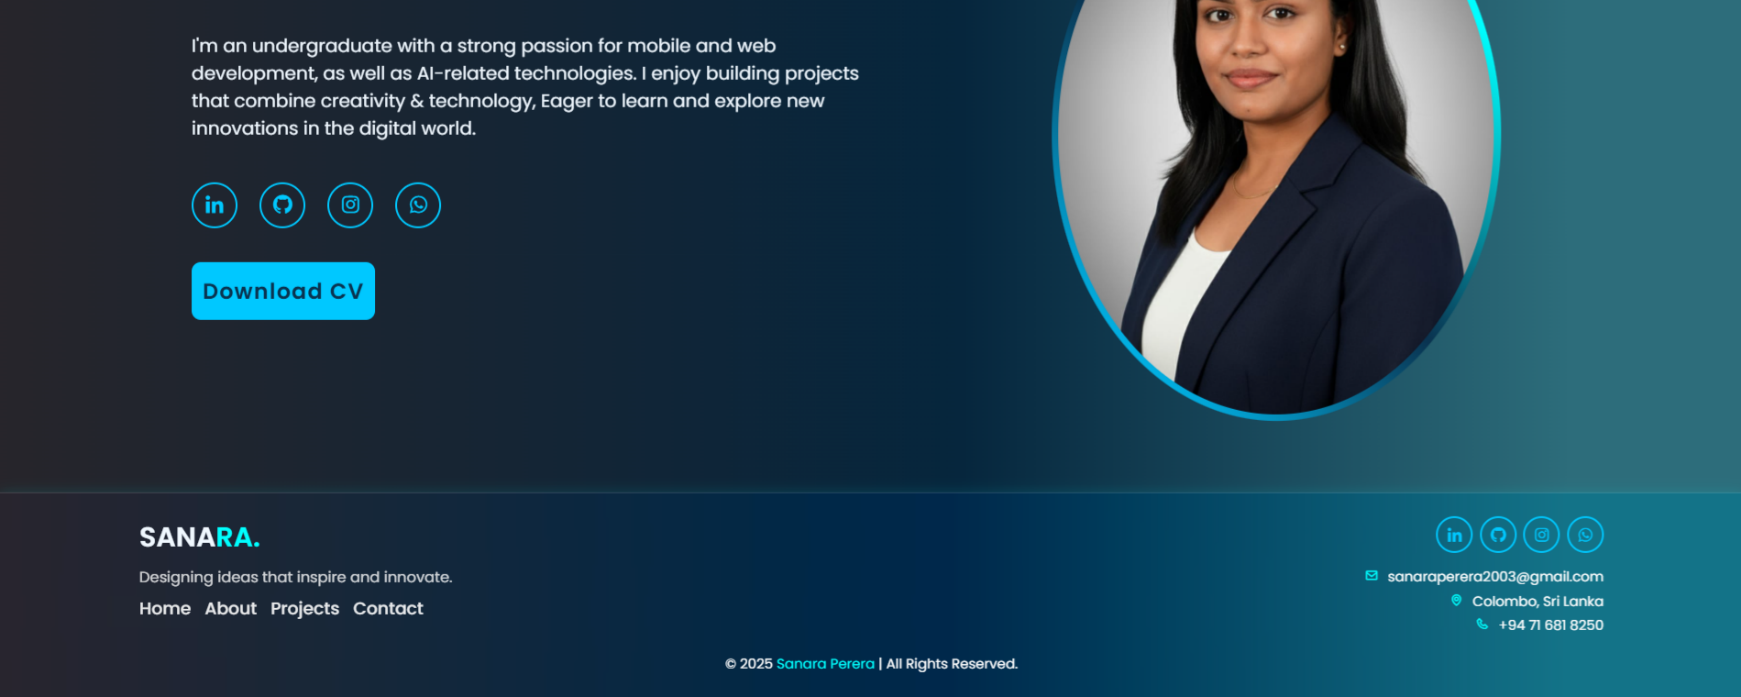 I'm an undergraduate with a strong passion for mobile and web
development, as well as AI-related technologies. I enjoy building projects
that combine creativity & technology, Eager to learn and explore new
innovations in the digital world.
Download CV
SANARA.
Designing ideas that inspire and innovate.
Home About Projects Contact
sanaraperera2003@gmail.com
Colombo, Sri Lanka
+94 71 681 8250
© 2025 Sanara Perera | All Rights Reserved.